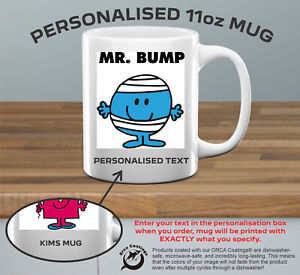 PERSONALISED 11oz MUG
MR. BUMP
PERSONALISED TEXT
KIMS MUG
Enter your text in the personalisation box
when you order, mug will be printed with
EXACTLY what you specify.
Orca Coatings
Products coated with our ORCA Coatings® are dishwasher-
safe, microwave-safe, and incredibly long-lasting. This means
that the colors of your image will not fade from the product
even after multiple cycles through a dishwasher!